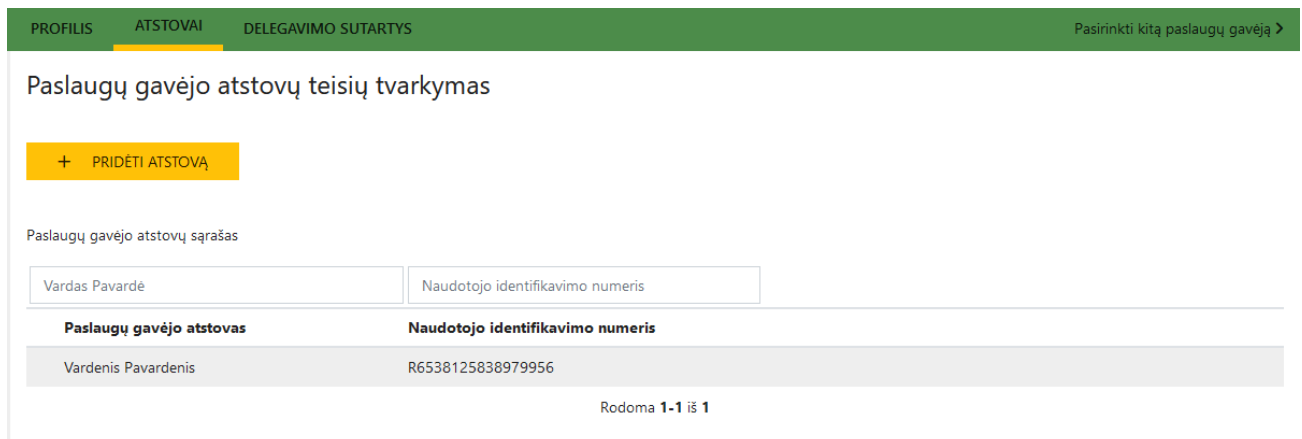 PROFILIS ATSTOVAI DELEGAVIMO SUTARTYS Pasirinkti kitą paslaugų gavėją
Paslaugų gavėjo atstovų teisių tvarkymas
+ PRIDĖTI ATSTOVĄ
Paslaugų gavėjo atstovų sąrašas
Vardas Pavardė Naudotojo identifikavimo numeris
Paslaugų gavėjo atstovas Naudotojo identifikavimo numeris
Vardenis Pavardenis R6538125838979956
Rodoma 1-1 iš 1